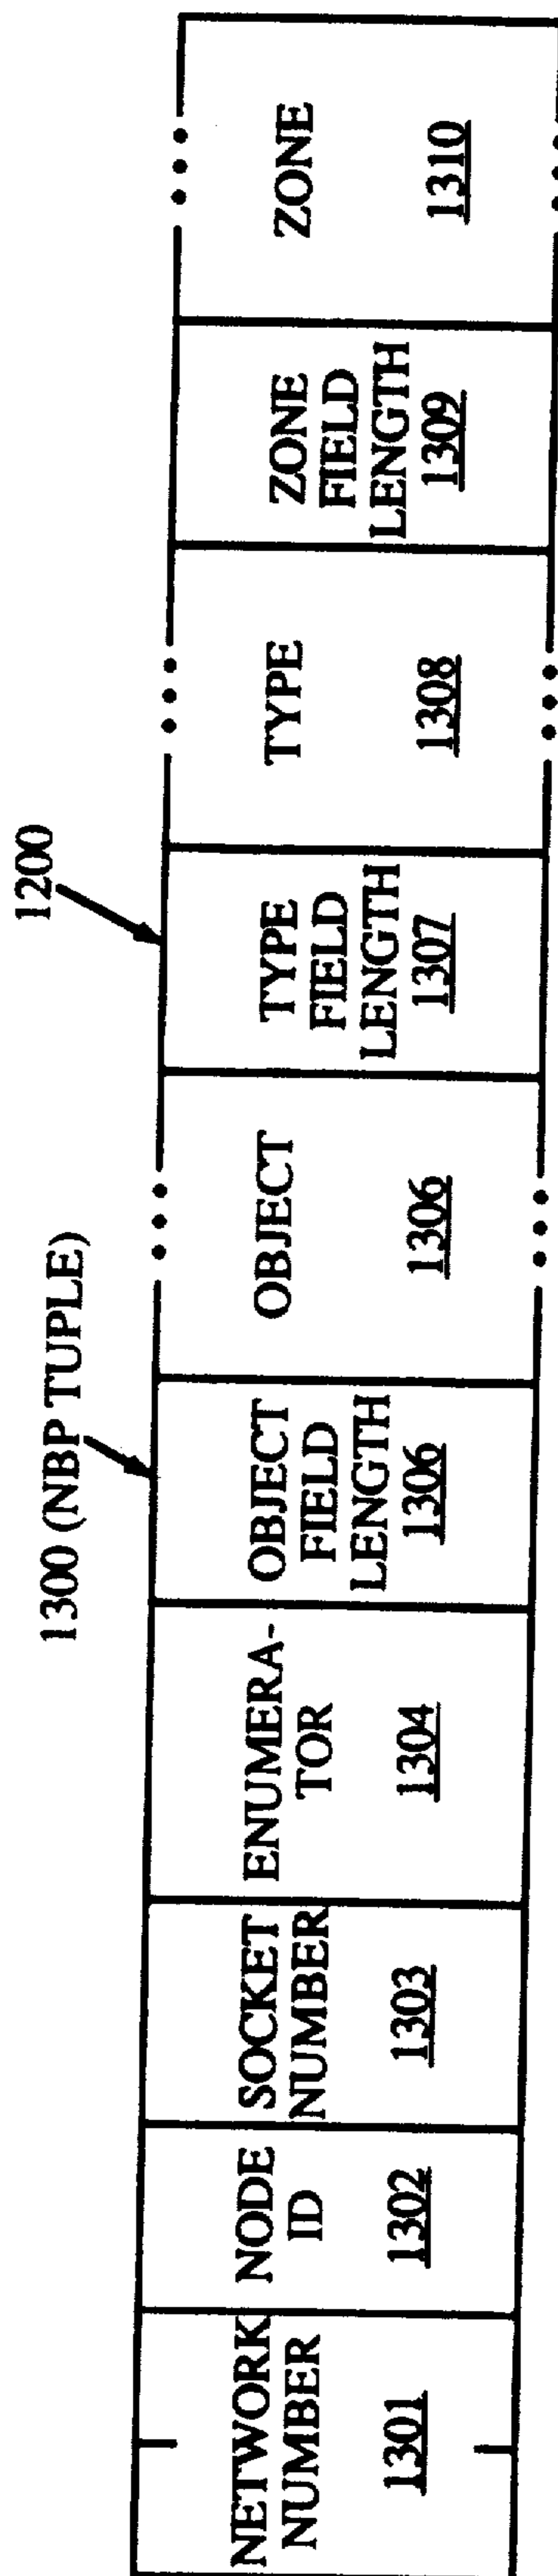 1300 (NBP TUPLE)
1200
NETWORK
NUMBER
1301
NODE
ID
1302
SOCKET
NUMBER
1303
ENUMERA-
TOR
1304
OBJECT
FIELD
LENGTH
1306
OBJECT
1306
TYPE
FIELD
LENGTH
1307
TYPE
1308
ZONE
FIELD
LENGTH
1309
ZONE
1310